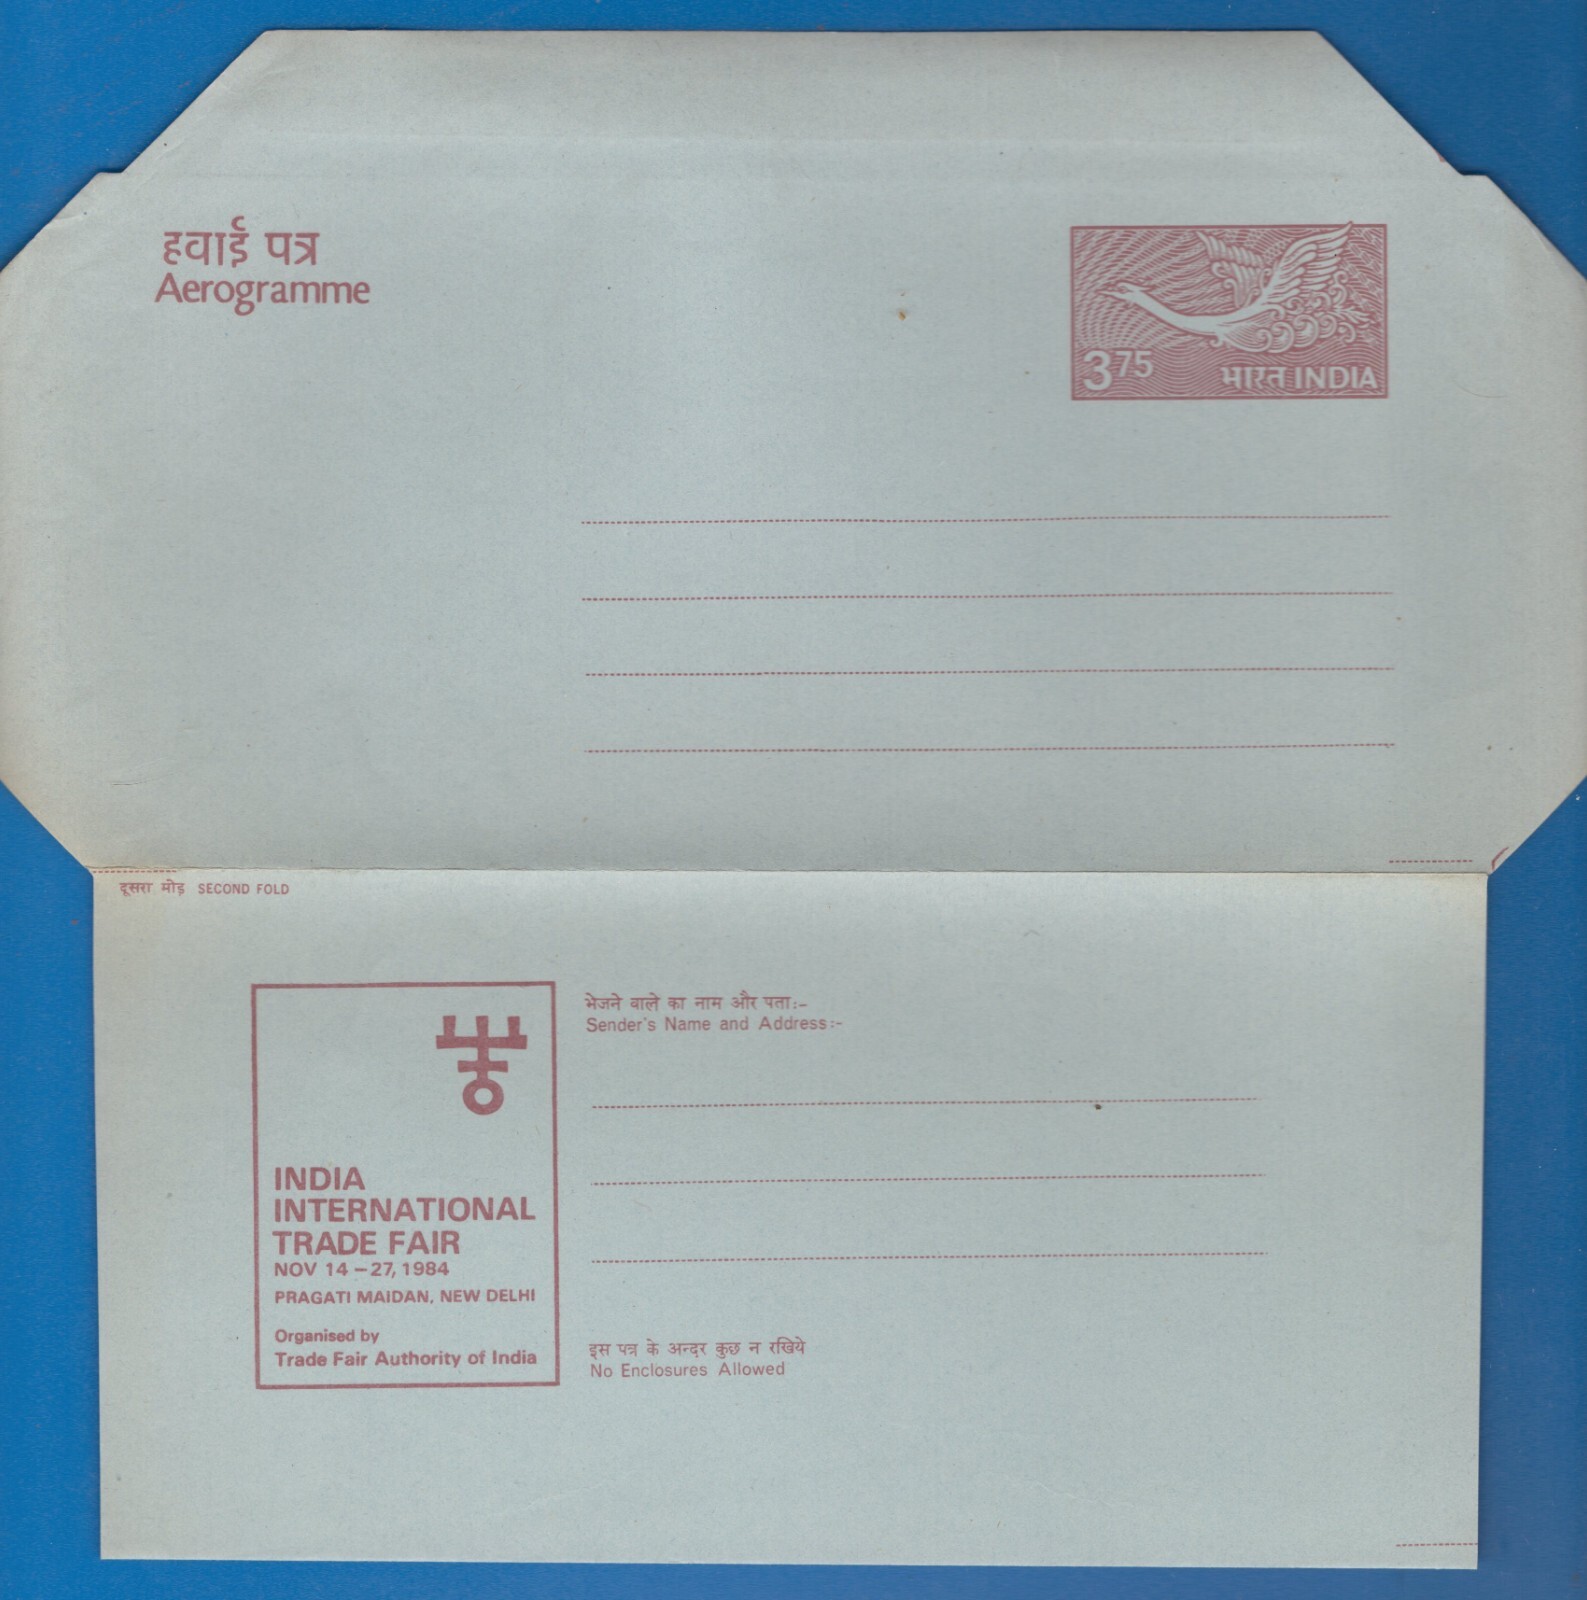 हवाई पत्र
Aerogramme
3 75
भारत INDIA
दूसरा मोड़ SECOND FOLD
INDIA
INTERNATIONAL
TRADE FAIR
NOV 14 – 27, 1984
PRAGATI MAIDAN, NEW DELHI
Organised by
Trade Fair Authority of India
भेजने वाले का नाम और पता:-
Sender's Name and Address:-
इस पत्र के अन्दर कुछ न रखिये
No Enclosures Allowed